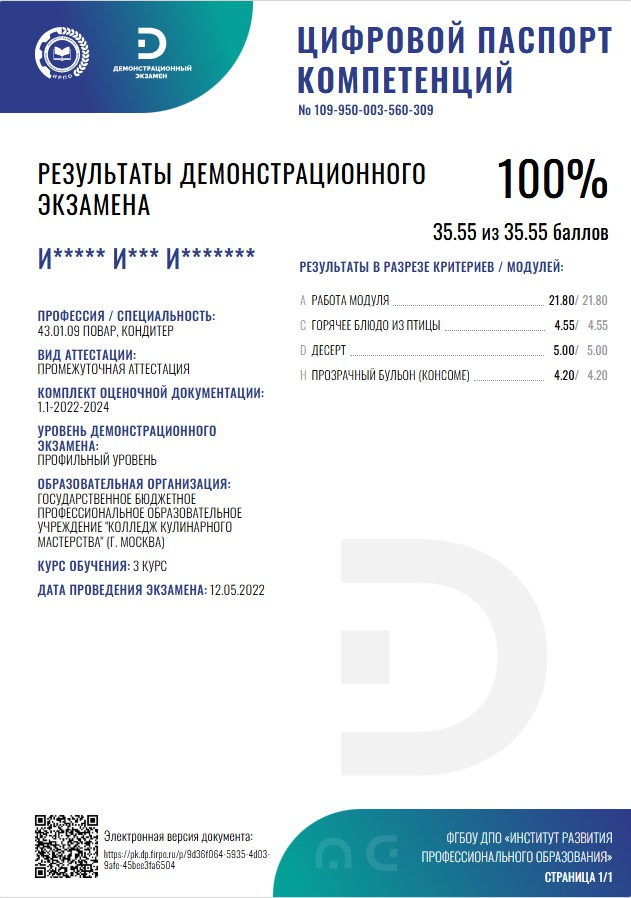 ИРПО
ДЕМОНСТРАЦИОННЫЙ
ЭКЗАМЕН
ЦИФРОВОЙ ПАСПОРТ
КОМПЕТЕНЦИЙ
№ 109-950-003-560-309
РЕЗУЛЬТАТЫ ДЕМОНСТРАЦИОННОГО
ЭКЗАМЕНА
100%
35.55 из 35.55 баллов
И***** И*** И*******
РЕЗУЛЬТАТЫ В РАЗРЕЗЕ КРИТЕРИЕВ / МОДУЛЕЙ:
A РАБОТА МОДУЛЯ 21.80/ 21.80
C ГОРЯЧЕЕ БЛЮДО ИЗ ПТИЦЫ 4.55/ 4.55
D ДЕСЕРТ 5.00/ 5.00
H ПРОЗРАЧНЫЙ БУЛЬОН (КОНСОМЕ) 4.20/ 4.20
ПРОФЕССИЯ / СПЕЦИАЛЬНОСТЬ:
43.01.09 ПОВАР, КОНДИТЕР
ВИД АТТЕСТАЦИИ:
ПРОМЕЖУТОЧНАЯ АТТЕСТАЦИЯ
КОМПЛЕКТ ОЦЕНОЧНОЙ ДОКУМЕНТАЦИИ:
1.1-2022-2024
УРОВЕНЬ ДЕМОНСТРАЦИОННОГО
ЭКЗАМЕНА:
ПРОФИЛЬНЫЙ УРОВЕНЬ
ОБРАЗОВАТЕЛЬНАЯ ОРГАНИЗАЦИЯ:
ГОСУДАРСТВЕННОЕ БЮДЖЕТНОЕ
ПРОФЕССИОНАЛЬНОЕ ОБРАЗОВАТЕЛЬНОЕ
УЧРЕЖДЕНИЕ "КОЛЛЕДЖ КУЛИНАРНОГО
МАСТЕРСТВА" (Г. МОСКВА)
КУРС ОБУЧЕНИЯ: 3 КУРС
ДАТА ПРОВЕДЕНИЯ ЭКЗАМЕНА: 12.05.2022
Электронная версия документа:
https://pk.dp.firpo.ru/p/9d36f064-5935-4d03-
9afc-45bee3fa6504
ФГБОУ ДПО «ИНСТИТУТ РАЗВИТИЯ
ПРОФЕССИОНАЛЬНОГО ОБРАЗОВАНИЯ»
СТРАНИЦА 1/1